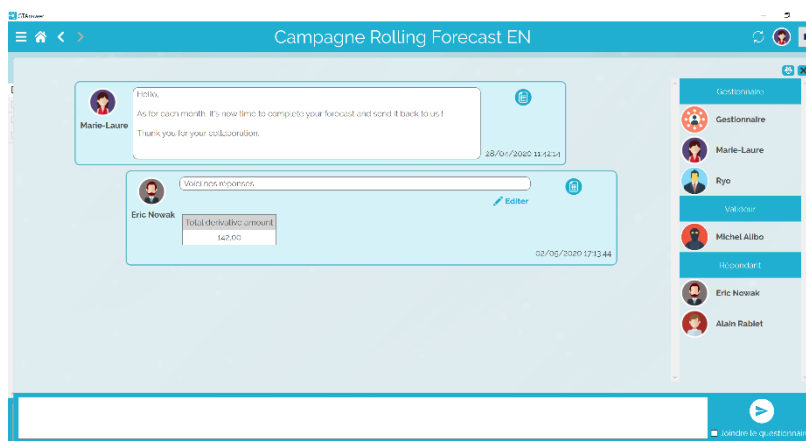 GTAnswer
Campagne Rolling Forecast EN
Hello,
As for each month, it's now time to complete your forecast and send it back to us !
Thank you for your collaboration.
Marie-Laure
28/04/2020 11:42:14
Voici nos réponses
Editer
Eric Nowak
Total derivative amount
142,00
02/05/2020 17:13:44
Gestionnaire
Gestionnaire
Marie-Laure
Ryo
Valideur
Michel Alibo
Répondant
Eric Nowak
Alain Rablet
Joindre le questionnaire